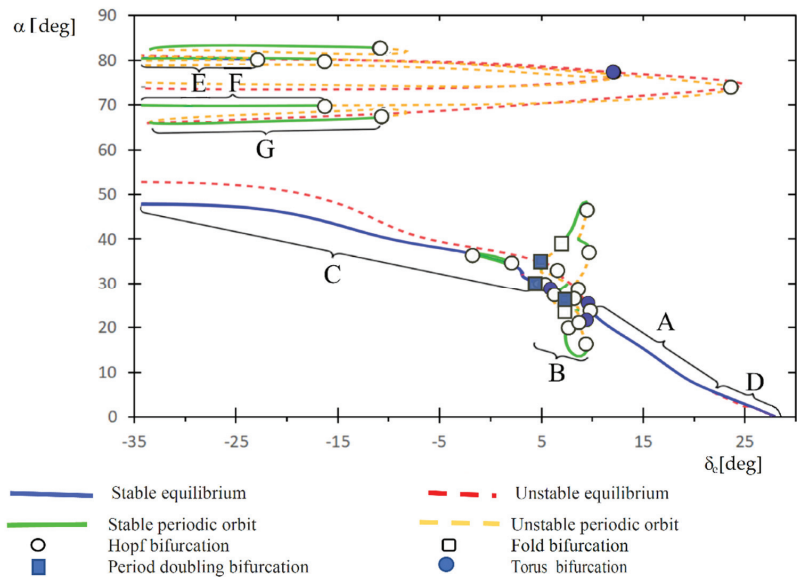 α [deg]
90
80
70
60
50
40
30
20
10
0
E F
G
C
B
A
D
-35 -25 -15 -5 5 15 25
δe[deg]
Stable equilibrium
Unstable equilibrium
Stable periodic orbit
Unstable periodic orbit
Hopf bifurcation
Fold bifurcation
Period doubling bifurcation
Torus bifurcation